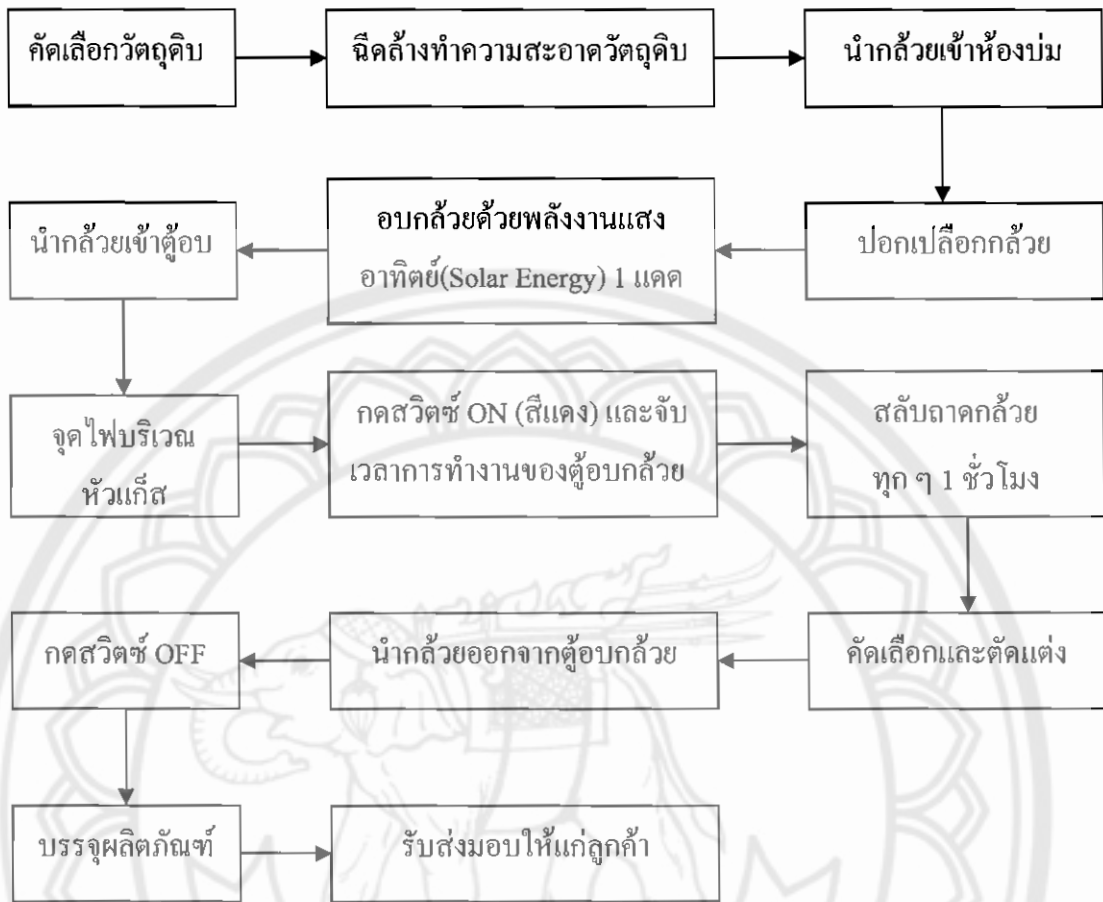 คัดเลือกวัตถุดิบ
ฉีดล้างทำความสะอาดวัตถุดิบ
นำกล้วยเข้าห้องบ่ม
ปอกเปลือกกล้วย
อบกล้วยด้วยพลังงานแสง
อาทิตย์(Solar Energy) 1 แดด
นำกล้วยเข้าตู้อบ
จุดไฟบริเวณ
หัวแก็ส
กดสวิตซ์ ON (สีแดง) และจับ
เวลาการทำงานของตู้อบกล้วย
สลับถาดกล้วย
ทุก ๆ 1 ชั่วโมง
คัดเลือกและตัดแต่ง
นำกล้วยออกจากตู้อบกล้วย
กดสวิตซ์ OFF
บรรจุผลิตภัณฑ์
รับส่งมอบให้แก่ลูกค้า